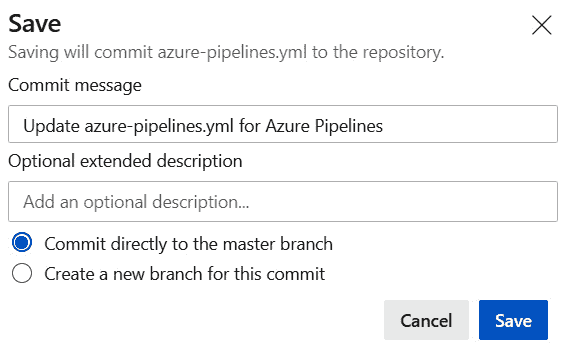 Save
Saving will commit azure-pipelines.yml to the repository.
Commit message
Update azure-pipelines.yml for Azure Pipelines
Optional extended description
Add an optional description...
Commit directly to the master branch
Create a new branch for this commit
Cancel Save